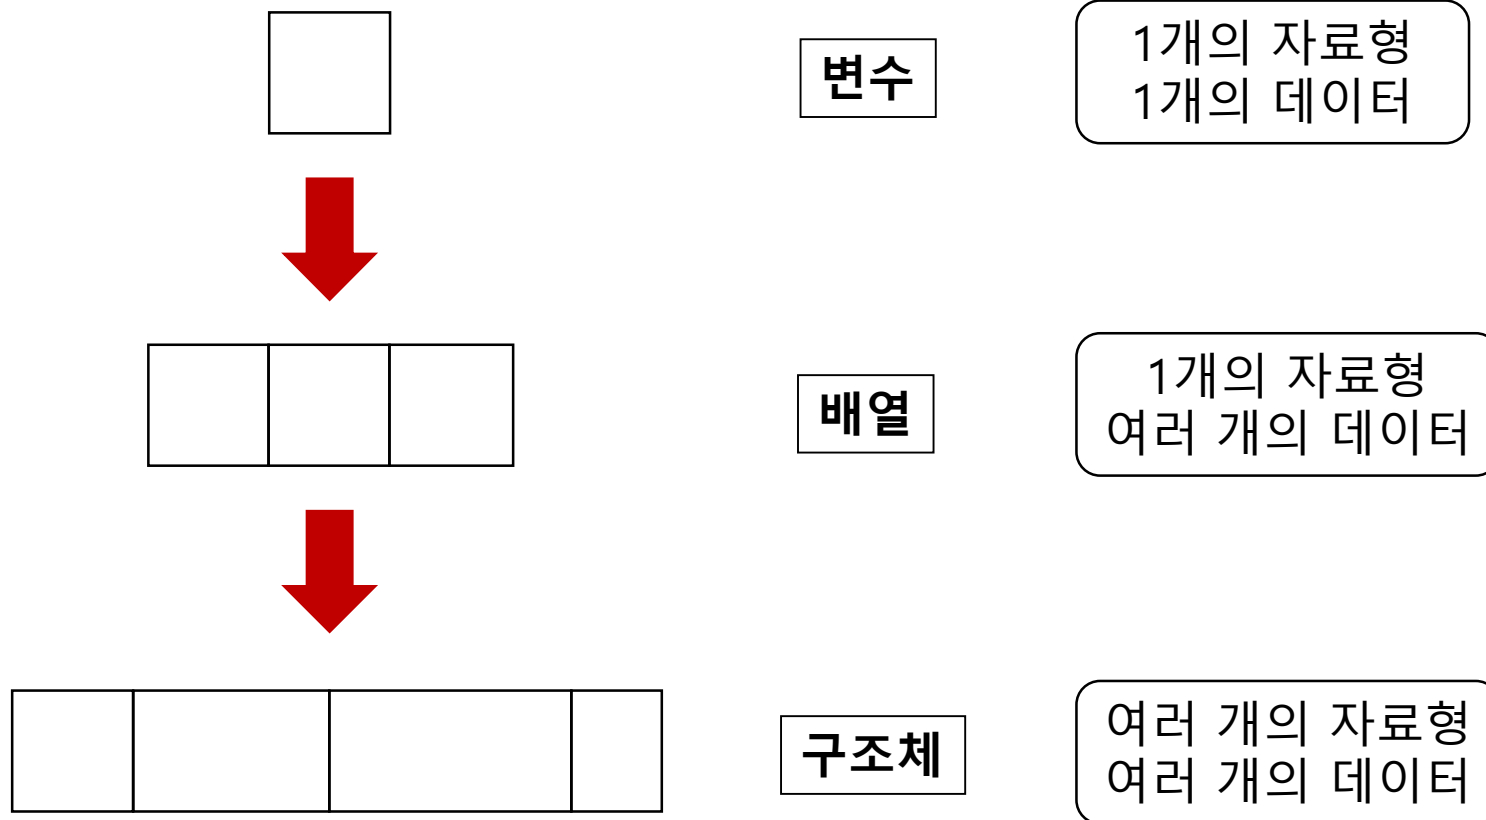 변수
1개의 자료형
1개의 데이터
배열
1개의 자료형
여러 개의 데이터
구조체
여러 개의 자료형
여러 개의 데이터